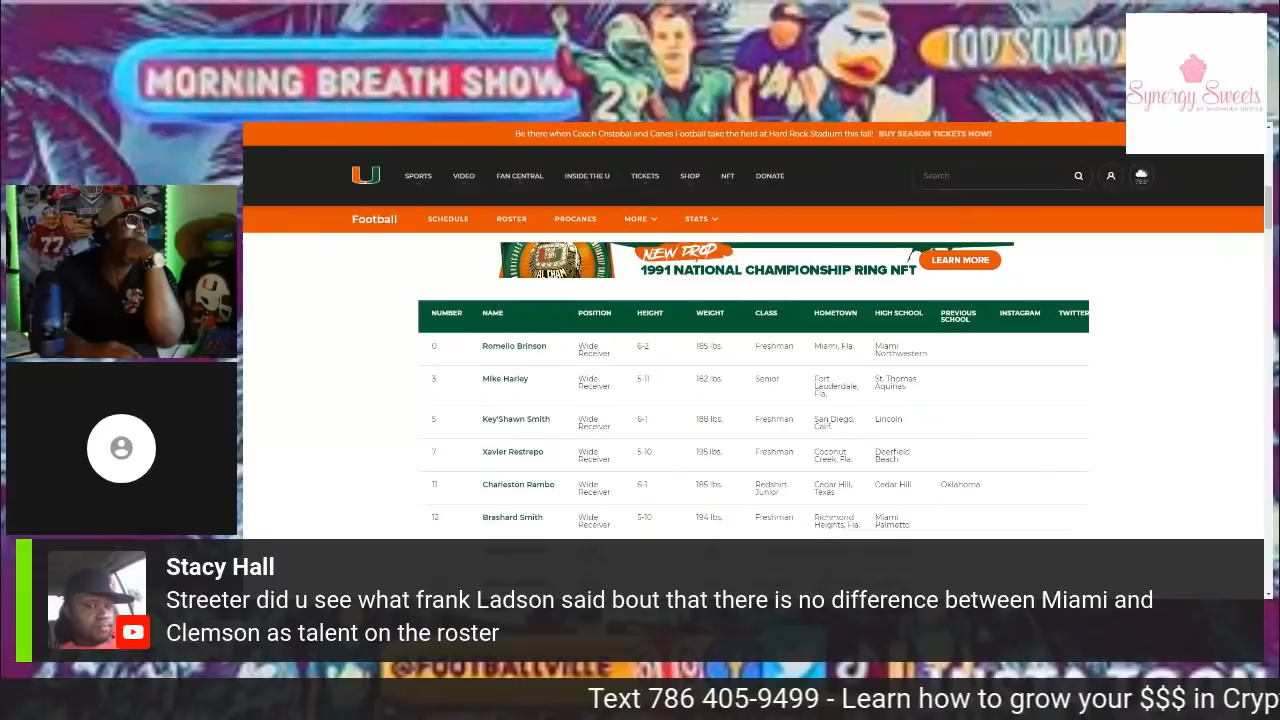 MORNING BREATH SHOW
TOO SQUAD
Synergy Sweets
Be there when Coach Cristobal and Canes Football take the field at Hard Rock Stadium this fall! BUY SEASON TICKETS NOW!
SPORTS VIDEO FAN CENTRAL INSIDE THE U TICKETS SHOP NFT DONATE Search
78.6°
Football SCHEDULE ROSTER PROCANES MORE STATS
NEW DROP
1991 NATIONAL CHAMPIONSHIP RING NFT LEARN MORE
NUMBER NAME POSITION HEIGHT WEIGHT CLASS HOMETOWN HIGH SCHOOL PREVIOUS SCHOOL INSTAGRAM TWITTER
0 Romello Brinson Wide Receiver 6-2 185 lbs. Freshman Miami, Fla. Miami Northwestern
3 Mike Harley Wide Receiver 5-11 182 lbs. Senior Fort Lauderdale, Fla. St. Thomas Aquinas
5 Key'Shawn Smith Wide Receiver 6-1 188 lbs. Freshman San Diego, Calif. Lincoln
7 Xavier Restrepo Wide Receiver 5-10 195 lbs. Freshman Coconut Creek, Fla. Deerfield Beach
11 Charleston Rambo Wide Receiver 6-1 185 lbs. Redshirt Junior Cedar Hill, Texas Cedar Hill Oklahoma
12 Brashard Smith Wide Receiver 5-10 194 lbs. Freshman Richmond Heights, Fla. Miami Palmetto
77
Stacy Hall
Streeter did u see what frank Ladson said bout that there is no difference between Miami and
Clemson as talent on the roster
@FOOTBALLVILLE
Text 786 405-9499 - Learn how to grow your $$$ in Cryp